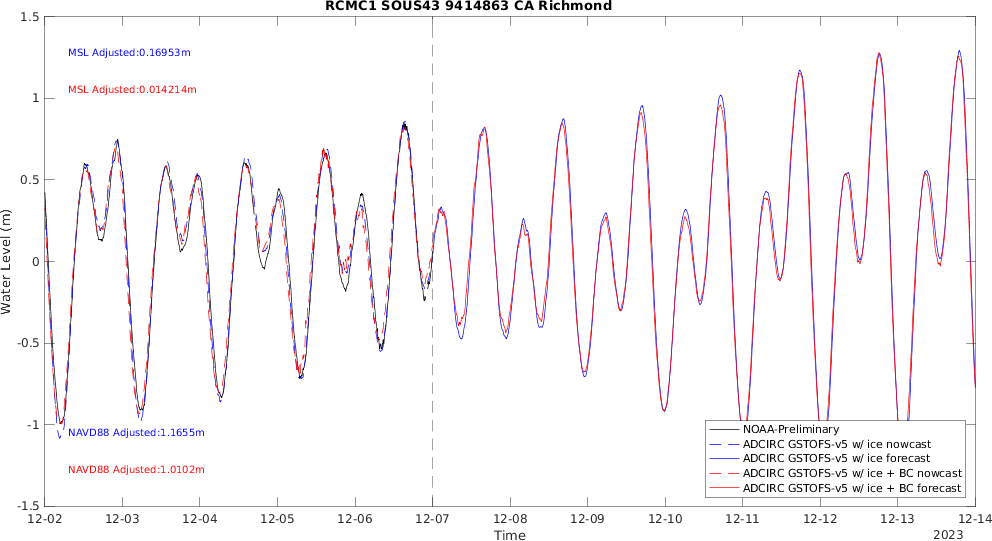 RCMC1 SOUS43 9414863 CA Richmond
MSL Adjusted:0.16953m
MSL Adjusted:0.014214m
NAVD88 Adjusted:1.1655m
NAVD88 Adjusted:1.0102m
Water Level (m)
1.5
1
0.5
0
-0.5
-1
-1.5
NOAA-Preliminary
ADCIRC GSTOFS-v5 w/ ice nowcast
ADCIRC GSTOFS-v5 w/ ice forecast
ADCIRC GSTOFS-v5 w/ ice + BC nowcast
ADCIRC GSTOFS-v5 w/ ice + BC forecast
12-02 12-03 12-04 12-05 12-06 12-07 12-08 12-09 12-10 12-11 12-12 12-13 12-14
Time
2023